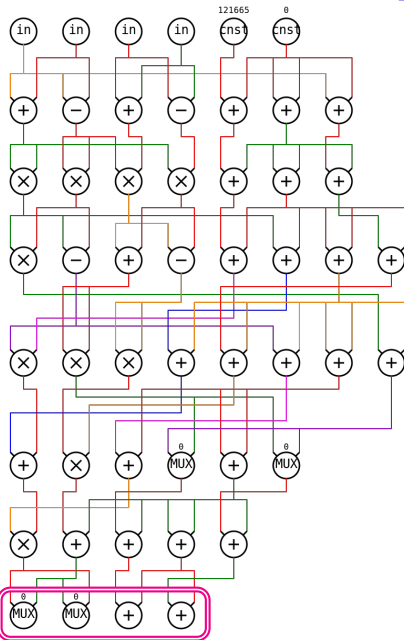 121665 0
in in in in cnst cnst
+ − + − + + +
× × × × + + +
× − + − + + + +
× × × + + + + +
0 0
+ × + MUX + MUX
× + + + +
0 0
MUX MUX + +